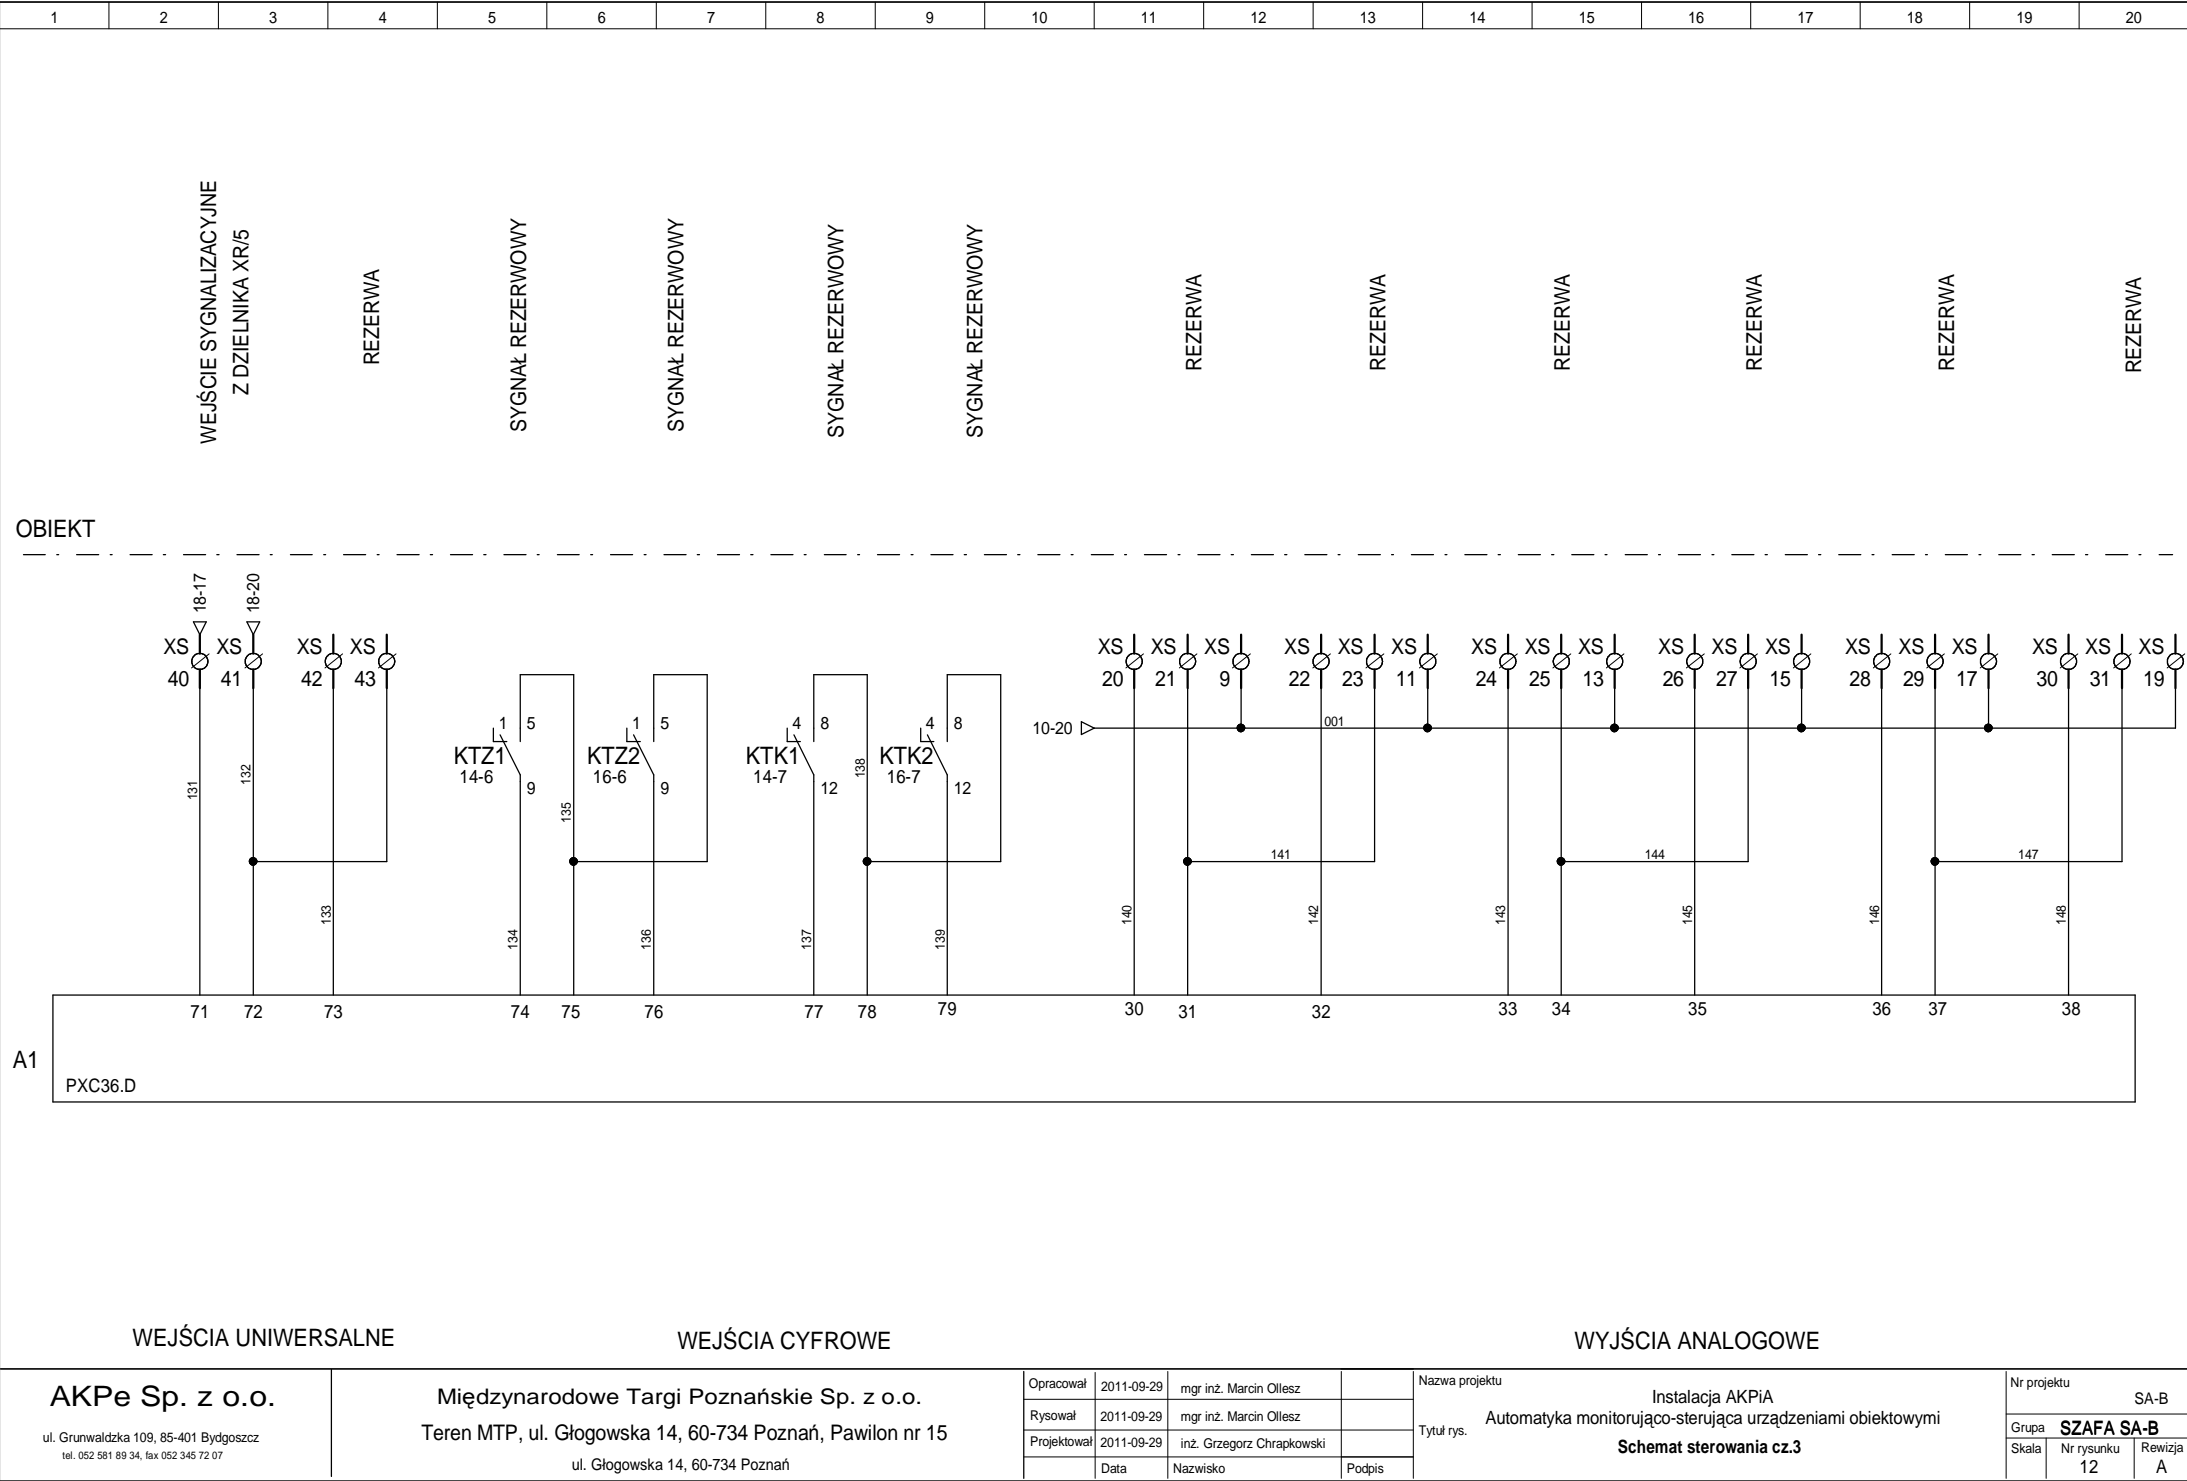 1 2 3 4 5 6 7 8 9 10 11 12 13 14 15 16 17 18 19 20
WEJŚCIE SYGNALIZACYJNE
Z DZIELNIKA XR/5
REZERWA
SYGNAŁ REZERWOWY
SYGNAŁ REZERWOWY
SYGNAŁ REZERWOWY
SYGNAŁ REZERWOWY
REZERWA
REZERWA
REZERWA
REZERWA
REZERWA
REZERWA
OBIEKT
18-17 18-20
XS XS XS XS XS XS XS XS XS XS XS XS XS XS XS XS XS XS XS XS XS XS
40 41 42 43 20 21 9 22 23 11 24 25 13 26 27 15 28 29 17 30 31 19
1 5 1 5 4 8 4 8
10-20 001
KTZ1 KTZ2 KTK1 KTK2
14-6 16-6 14-7 16-7
9 9 12 12
131 132 135 138
141 144 147
133 134 136 137 139 140 142 143 145 146 148
71 72 73 74 75 76 77 78 79 30 31 32 33 34 35 36 37 38
A1
PXC36.D
WEJŚCIA UNIWERSALNE
WEJŚCIA CYFROWE
WYJŚCIA ANALOGOWE
AKPe Sp. z o.o.
ul. Grunwaldzka 109, 85-401 Bydgoszcz
tel. 052 581 89 34, fax 052 345 72 07
Międzynarodowe Targi Poznańskie Sp. z o.o.
Teren MTP, ul. Głogowska 14, 60-734 Poznań, Pawilon nr 15
ul. Głogowska 14, 60-734 Poznań
Opracował 2011-09-29 mgr inż. Marcin Ollesz
Rysował 2011-09-29 mgr inż. Marcin Ollesz
Projektował 2011-09-29 inż. Grzegorz Chrapkowski
Data Nazwisko Podpis
Nazwa projektu
Instalacja AKPiA
Automatyka monitorująco-sterująca urządzeniami obiektowymi
Tytuł rys.
Schemat sterowania cz.3
Nr projektu
SA-B
Grupa SZAFA SA-B
Skala Nr rysunku Rewizja
12 A